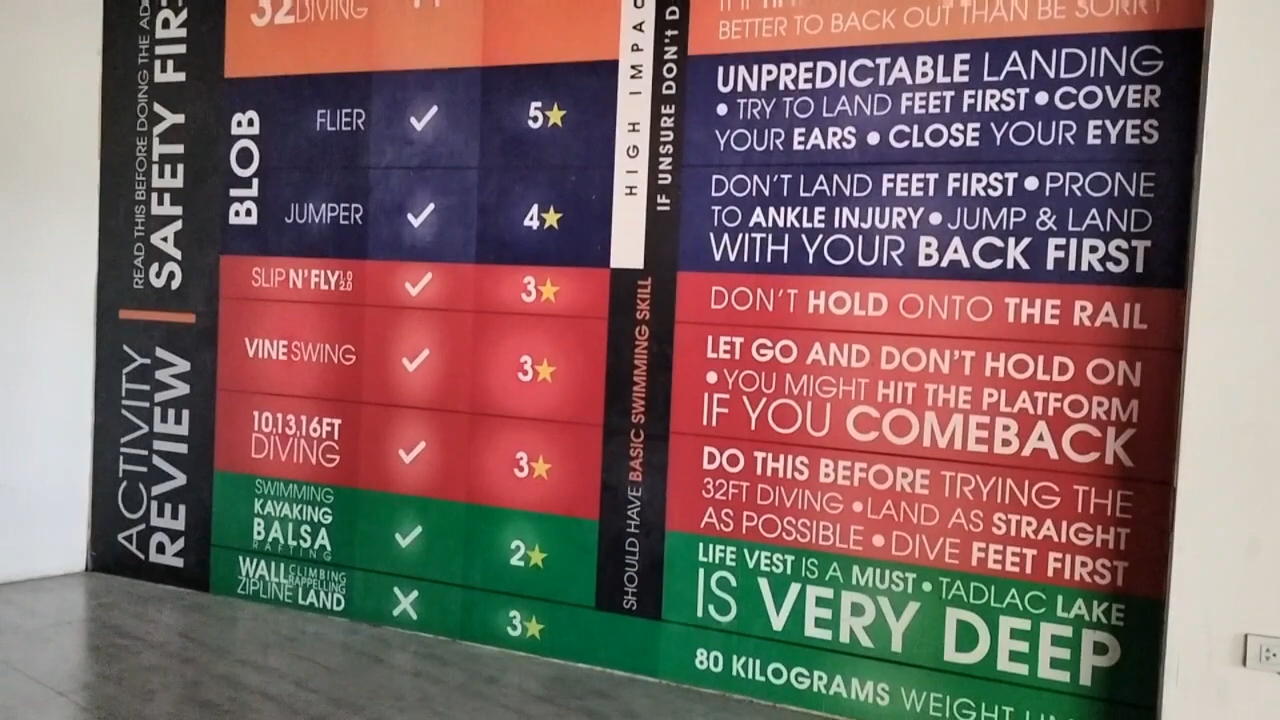 READ THIS BEFORE DOING THE
SAFETY
ACTIVITY
REVIEW
32 DIVING
BLOB
FLIER ✓ 5★
JUMPER ✓ 4★
SLIP N'FLY 1.0 2.0 ✓ 3★
VINE SWING ✓ 3★
10,13,16FT
DIVING ✓ 3★
SWIMMING
KAYAKING
BALSA
RAFTING ✓ 2★
WALL CLIMBING
RAPPELLING
ZIPLINE LAND X 3★
HIGH
IF UNSURE DON'T
SHOULD HAVE BASIC SWIMMING SKILL
BETTER TO BACK OUT THAN BE SORRY
UNPREDICTABLE LANDING
• TRY TO LAND FEET FIRST • COVER
YOUR EARS • CLOSE YOUR EYES
DON'T LAND FEET FIRST • PRONE
TO ANKLE INJURY • JUMP & LAND
WITH YOUR BACK FIRST
DON'T HOLD ONTO THE RAIL
LET GO AND DON'T HOLD ON
• YOU MIGHT HIT THE PLATFORM
IF YOU COMEBACK
DO THIS BEFORE TRYING THE
32FT DIVING • LAND AS STRAIGHT
AS POSSIBLE • DIVE FEET FIRST
LIFE VEST IS A MUST • TADLAC LAKE
IS VERY DEEP
80 KILOGRAMS WEIGHT